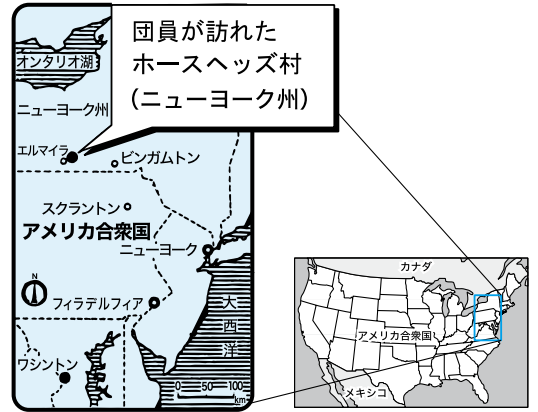 団員が訪れた
ホースヘッズ村
(ニューヨーク州)
オンタリオ湖
ニューヨーク州
エルマイラ
ビンガムトン
スクラントン
アメリカ合衆国
ニューヨーク
N
フィラデルフィア
大西洋
ワシントン
0 50 100
km
カナダ
アメリカ合衆国
メキシコ